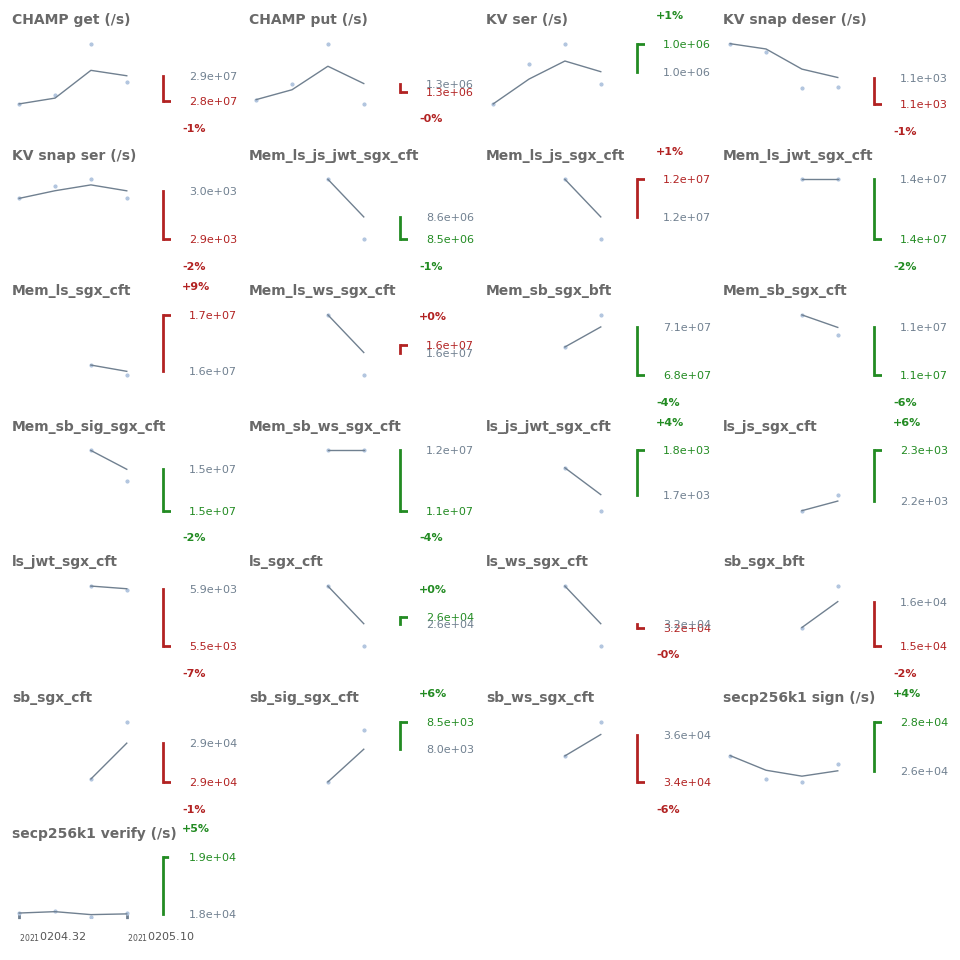 CHAMP get (/s)
2.9e+07
2.8e+07
-1%
CHAMP put (/s)
1.3e+06
1.3e+06
-0%
KV ser (/s)
+1%
1.0e+06
1.0e+06
KV snap deser (/s)
1.1e+03
1.1e+03
-1%
KV snap ser (/s)
3.0e+03
2.9e+03
-2%
Mem_ls_js_jwt_sgx_cft
8.6e+06
8.5e+06
-1%
Mem_ls_js_sgx_cft
+1%
1.2e+07
1.2e+07
Mem_ls_jwt_sgx_cft
1.4e+07
1.4e+07
-2%
Mem_ls_sgx_cft
+9%
1.7e+07
1.6e+07
Mem_ls_ws_sgx_cft
+0%
1.6e+07
1.6e+07
Mem_sb_sgx_bft
7.1e+07
6.8e+07
-4%
Mem_sb_sgx_cft
1.1e+07
1.1e+07
-6%
Mem_sb_sig_sgx_cft
1.5e+07
1.5e+07
-2%
Mem_sb_ws_sgx_cft
1.2e+07
1.1e+07
-4%
ls_js_jwt_sgx_cft
+4%
1.8e+03
1.7e+03
ls_js_sgx_cft
+6%
2.3e+03
2.2e+03
ls_jwt_sgx_cft
5.9e+03
5.5e+03
-7%
ls_sgx_cft
+0%
2.6e+04
2.6e+04
ls_ws_sgx_cft
3.2e+04
3.2e+04
-0%
sb_sgx_bft
1.6e+04
1.5e+04
-2%
sb_sgx_cft
2.9e+04
2.9e+04
-1%
sb_sig_sgx_cft
+6%
8.5e+03
8.0e+03
sb_ws_sgx_cft
3.6e+04
3.4e+04
-6%
secp256k1 sign (/s)
+4%
2.8e+04
2.6e+04
secp256k1 verify (/s)
+5%
1.9e+04
1.8e+04
2021 0204.32
2021 0205.10